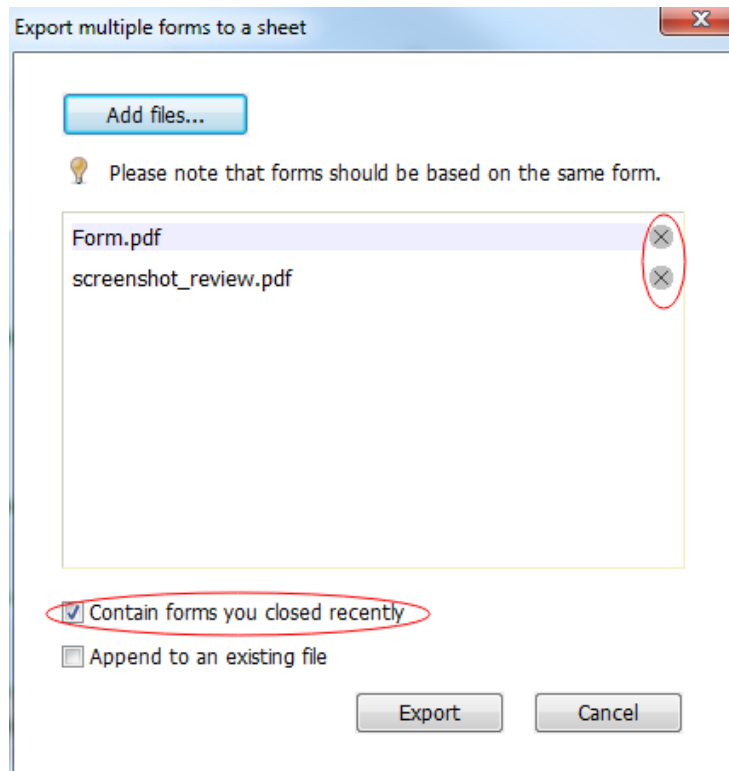 Export multiple forms to a sheet
Add files...
Please note that forms should be based on the same form.
Form.pdf
screenshot_review.pdf
Contain forms you closed recently
Append to an existing file
Export Cancel